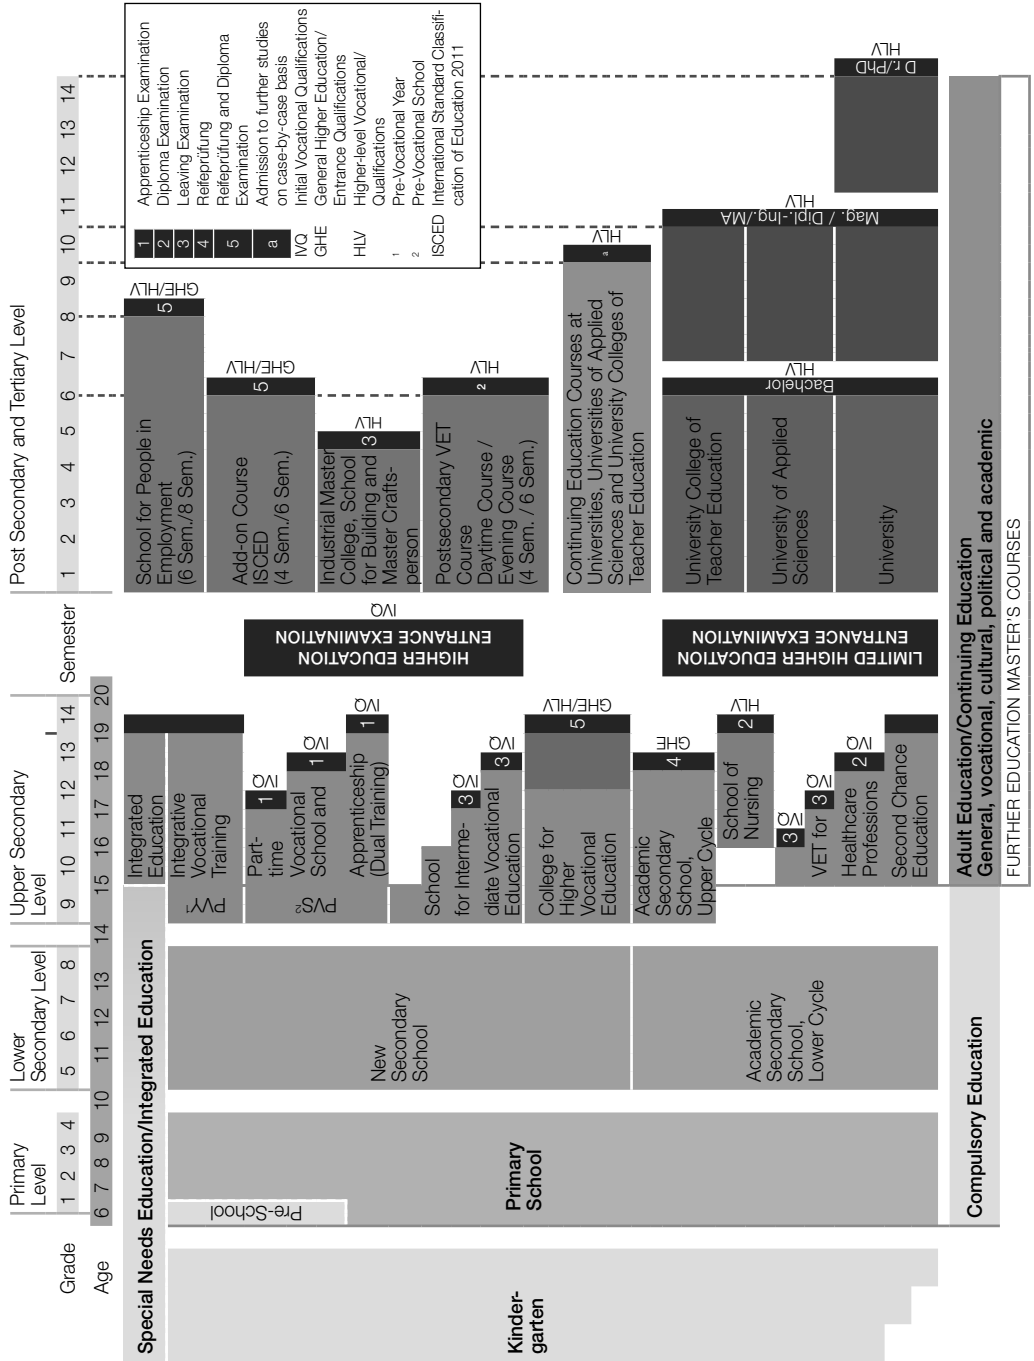 Grade
Age
Primary
Level
Lower
Secondary Level
Upper Secondary
Level
Semester
Post Secondary and Tertiary Level
1 2 3 4
5 6 7 8
9 10 11 12 13 14
1 2 3 4 5 6 7 8 9 10 11 12 13 14
6 7 8 9 10 11 12 13 14 15 16 17 18 19 20
Special Needs Education/Integrated Education
Kinder-
garten
Pre-School
Primary
School
New
Secondary
School
Academic
Secondary
School,
Lower Cycle
Integrated
Education
PVY1
Integrative
Vocational
Training
PVS2
Part-
time
Vocational
School and
Apprenticeship
(Dual Training)
1
IVQ
1
IVQ
1
IVQ
School
for Interme-
diate Vocational
Education
3
IVQ
3
IVQ
College for
Higher
Vocational
Education
5
GHE/HLV
Academic
Secondary
School,
Upper Cycle
4
GHE
School of
Nursing
2
HLV
VET for
Healthcare
Professions
3
IVQ
3
IVQ
2
IVQ
Second Chance
Education
HIGHER EDUCATION
ENTRANCE EXAMINATION
IVQ
LIMITED HIGHER EDUCATION
ENTRANCE EXAMINATION
School for People in
Employment
(6 Sem./8 Sem.)
5
GHE/HLV
Add-on Course
ISCED
(4 Sem./6 Sem.)
5
GHE/HLV
Industrial Master
College, School
for Building and
Master Crafts-
person
3
HLV
Postsecondary VET
Course
Daytime Course /
Evening Course
(4 Sem. / 6 Sem.)
2
HLV
Continuing Education Courses at
Universities, Universities of Applied
Sciences and University Colleges of
Teacher Education
a
HLV
University College of
Teacher Education
University of Applied
Sciences
University
Bachelor
HLV
Mag. / Dipl.-Ing./MA
HLV
Dr./PhD
HLV
1 Apprenticeship Examination
2 Diploma Examination
3 Leaving Examination
4 Reifeprüfung
5 Reifeprüfung and Diploma
Examination
a Admission to further studies
on case-by-case basis
IVQ Initial Vocational Qualifications
GHE General Higher Education/
Entrance Qualifications
HLV Higher-level Vocational/
Qualifications
1 Pre-Vocational Year
2 Pre-Vocational School
ISCED International Standard Classifi-
cation of Education 2011
Compulsory Education
Adult Education/Continuing Education
General, vocational, cultural, political and academic
FURTHER EDUCATION MASTER'S COURSES